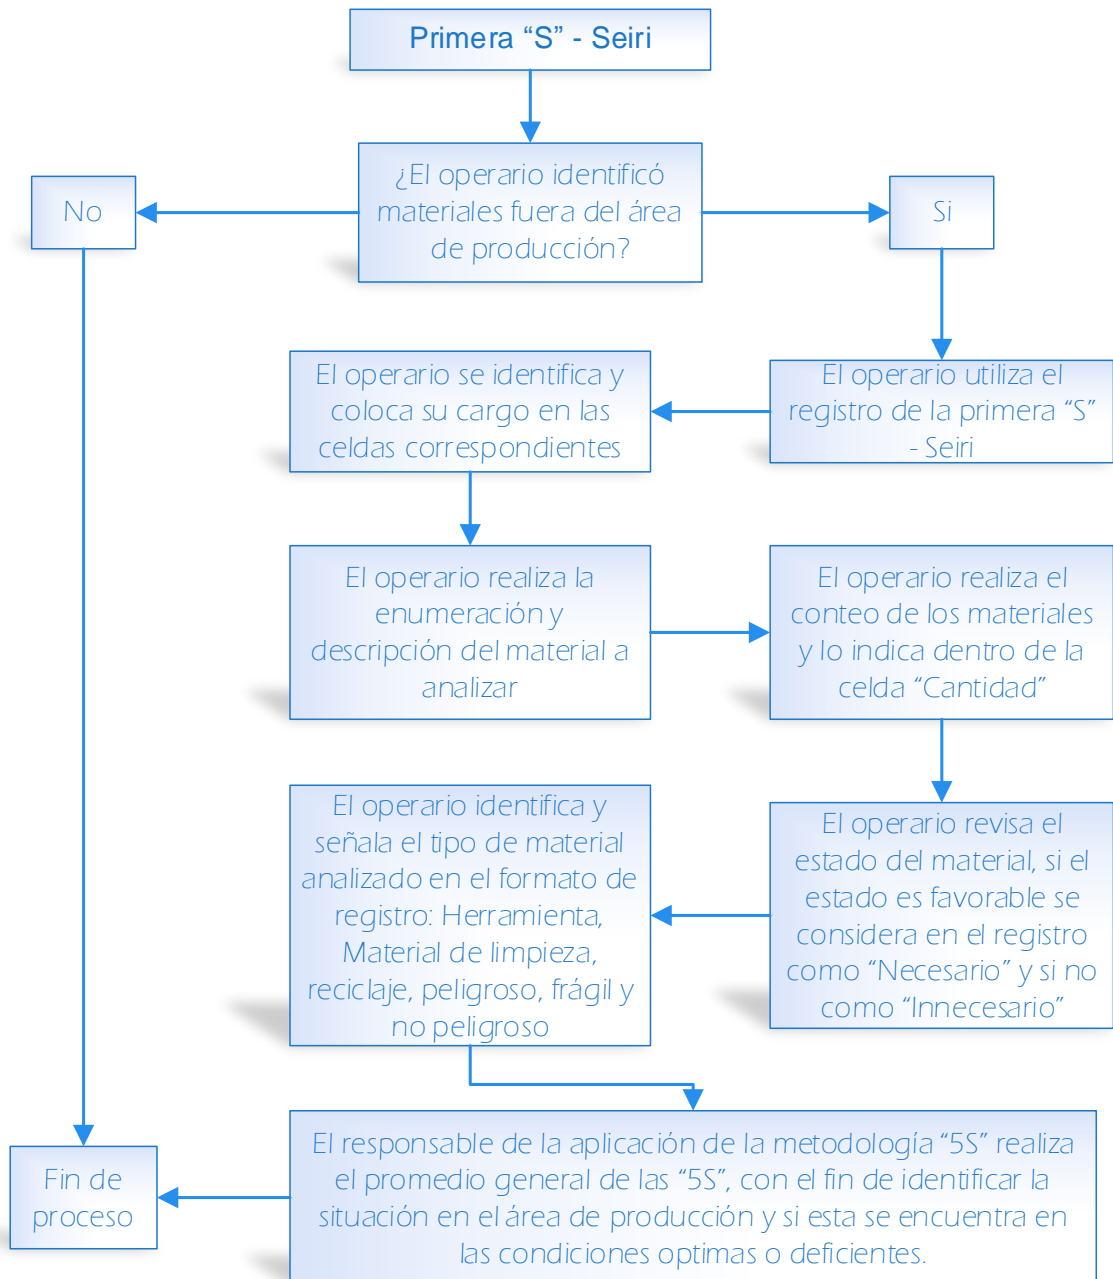 Primera “S” - Seiri
¿El operario identificó
materiales fuera del área
de producción?
No
Si
El operario utiliza el
registro de la primera “S”
- Seiri
El operario se identifica y
coloca su cargo en las
celdas correspondientes
El operario realiza la
enumeración y
descripción del material a
analizar
El operario realiza el
conteo de los materiales
y lo indica dentro de la
celda “Cantidad”
El operario revisa el
estado del material, si el
estado es favorable se
considera en el registro
como “Necesario” y si no
como “Innecesario”
El operario identifica y
señala el tipo de material
analizado en el formato de
registro: Herramienta,
Material de limpieza,
reciclaje, peligroso, frágil y
no peligroso
El responsable de la aplicación de la metodología “5S” realiza
el promedio general de las “5S”, con el fin de identificar la
situación en el área de producción y si esta se encuentra en
las condiciones optimas o deficientes.
Fin de
proceso